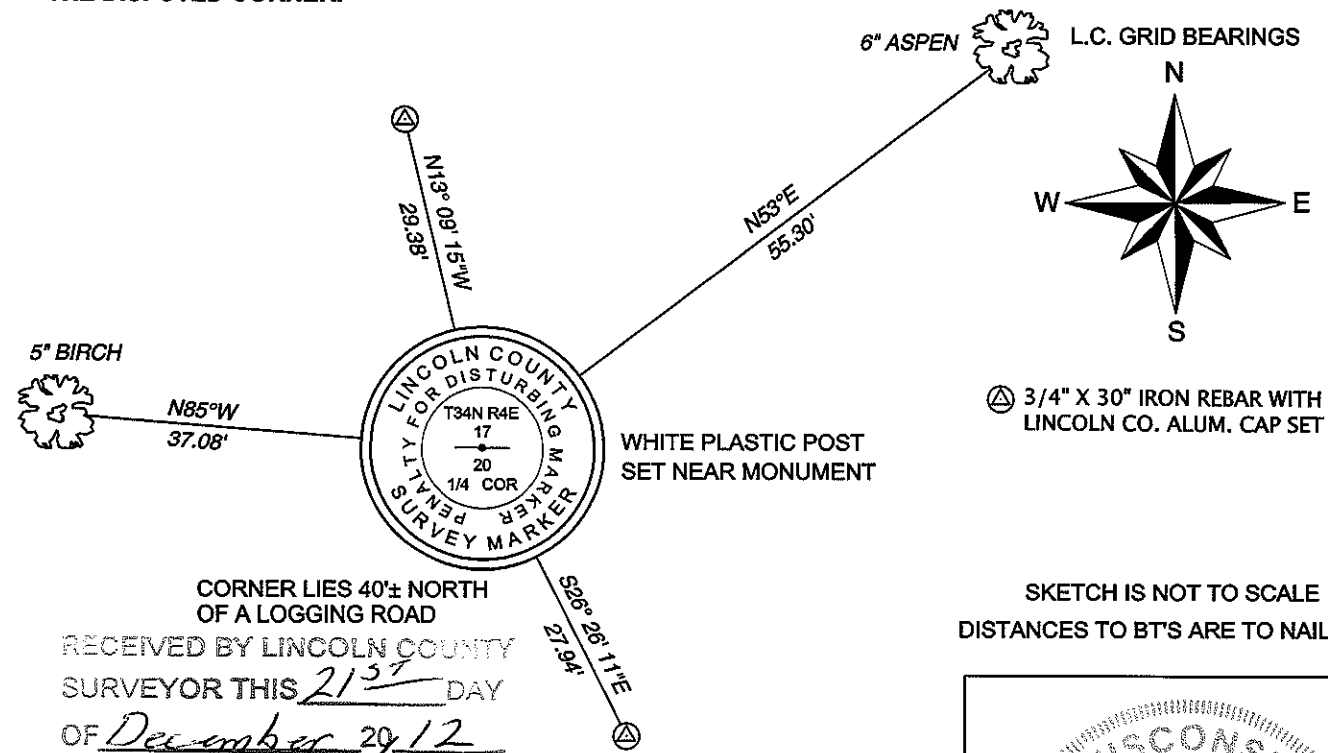 6" ASPEN
L.C. GRID BEARINGS
N
W
E
S
N13° 09' 15"W
29.38'
N53°E
55.30'
5" BIRCH
N85°W
37.08'
LINCOLN COUNTY
PENALTY FOR DISTURBING MARKER
T34N R4E
17
20
1/4 COR
SURVEY MARKER
3/4" X 30" IRON REBAR WITH
LINCOLN CO. ALUM. CAP SET
WHITE PLASTIC POST
SET NEAR MONUMENT
S26° 26' 11"E
27.94'
CORNER LIES 40'± NORTH
OF A LOGGING ROAD
RECEIVED BY LINCOLN COUNTY
SURVEYOR THIS 21ST DAY
OF December 2012
SKETCH IS NOT TO SCALE
DISTANCES TO BT'S ARE TO NAIL